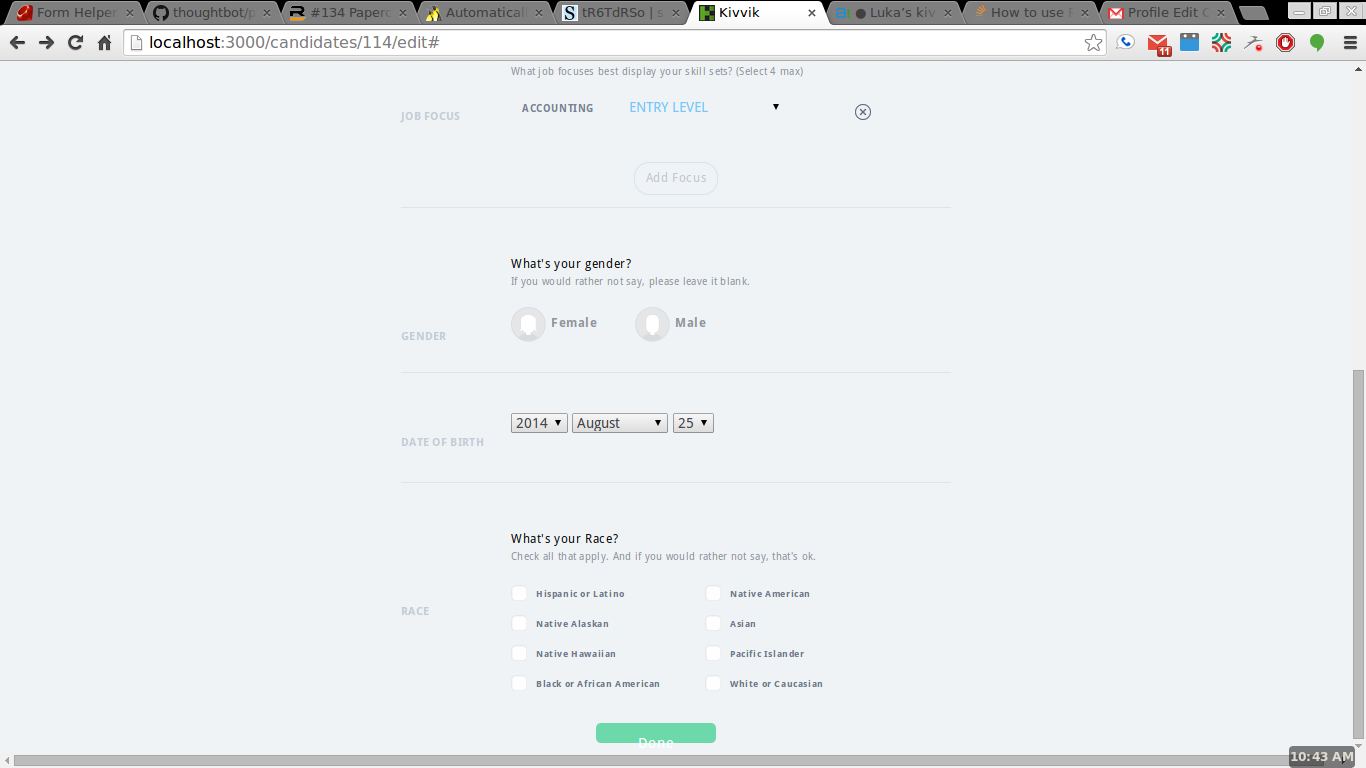 Form Helper
thoughtbot/p
#134 Paperc
Automatical
tR6TdRSo | s
Kivvik
Luka's kiv
How to use
Profile Edit
localhost:3000/candidates/114/edit#
11
What job focuses best display your skill sets? (Select 4 max)
JOB FOCUS
ACCOUNTING
ENTRY LEVEL
Add Focus
What's your gender?
If you would rather not say, please leave it blank.
GENDER
Female
Male
DATE OF BIRTH
2014
August
25
What's your Race?
Check all that apply. And if you would rather not say, that's ok.
RACE
Hispanic or Latino
Native American
Native Alaskan
Asian
Native Hawaiian
Pacific Islander
Black or African American
White or Caucasian
Done
10:43 AM